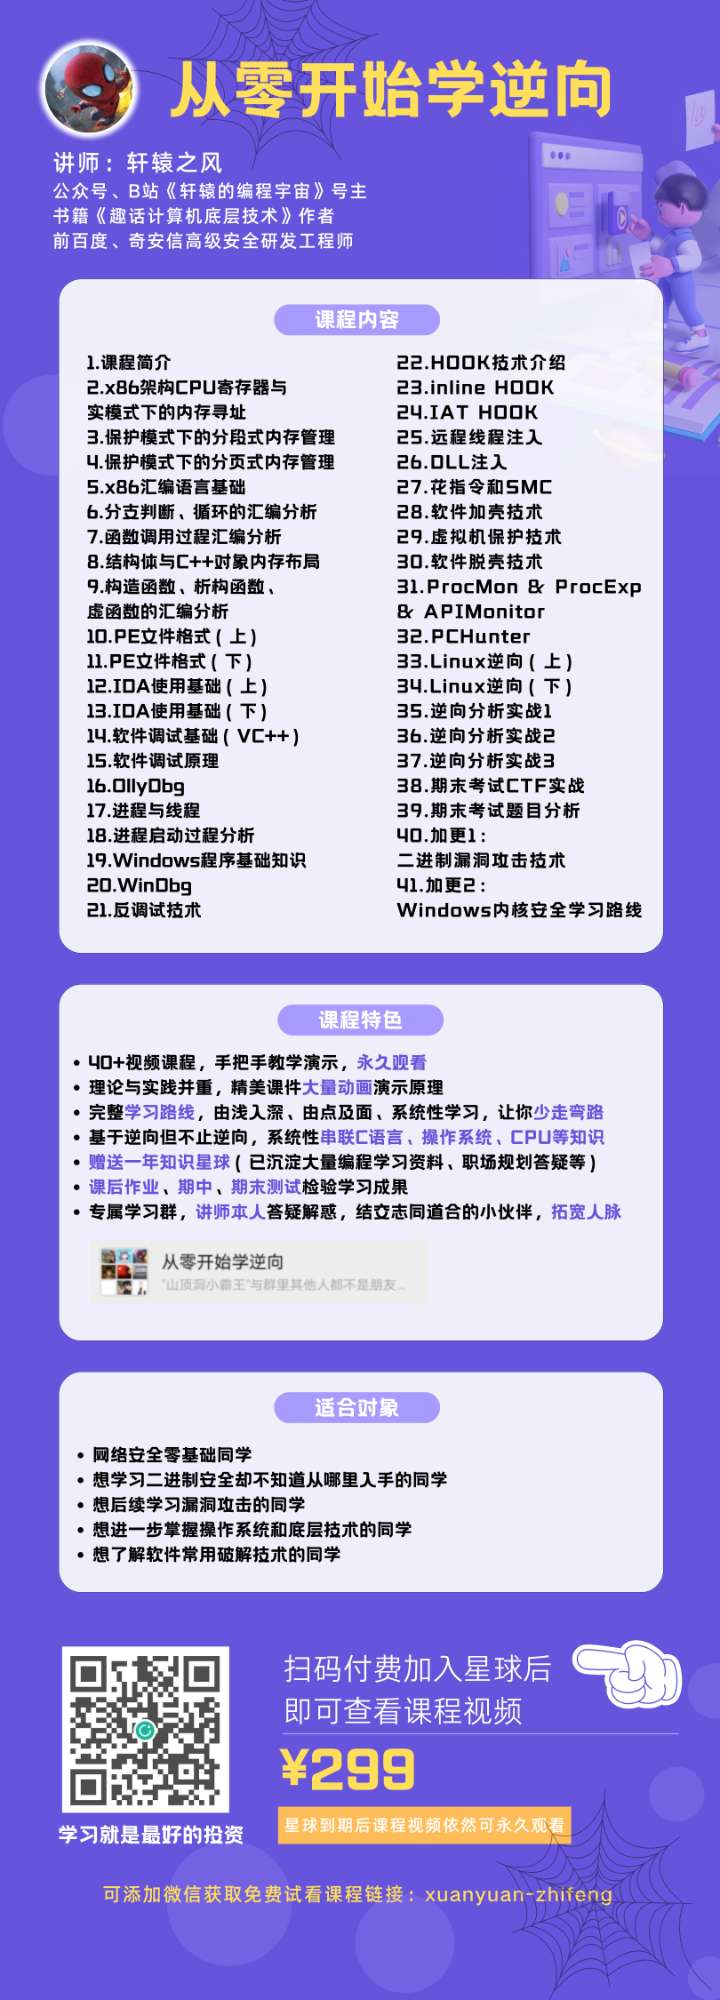 从零开始学逆向
讲师：轩辕之风
公众号、B站《轩辕的编程宇宙》号主
书籍《趣话计算机底层技术》作者
前百度、奇安信高级安全研发工程师
课程内容
1.课程简介
2.x86架构CPU寄存器与
实模式下的内存寻址
3.保护模式下的分段式内存管理
4.保护模式下的分页式内存管理
5.x86汇编语言基础
6.分支判断、循环的汇编分析
7.函数调用过程汇编分析
8.结构体与C++对象内存布局
9.构造函数、析构函数、
虚函数的汇编分析
10.PE文件格式（上）
11.PE文件格式（下）
12.IDA使用基础（上）
13.IDA使用基础（下）
14.软件调试基础（VC++）
15.软件调试原理
16.OllyDbg
17.进程与线程
18.进程启动过程分析
19.Windows程序基础知识
20.WinDbg
21.反调试技术
22.HOOK技术介绍
23.inline HOOK
24.IAT HOOK
25.远程线程注入
26.DLL注入
27.花指令和SMC
28.软件加壳技术
29.虚拟机保护技术
30.软件脱壳技术
31.ProcMon & ProcExp
& APIMonitor
32.PCHunter
33.Linux逆向（上）
34.Linux逆向（下）
35.逆向分析实战1
36.逆向分析实战2
37.逆向分析实战3
38.期末考试CTF实战
39.期末考试题目分析
40.加更1：
二进制漏洞攻击技术
41.加更2：
Windows内核安全学习路线
课程特色
• 40+视频课程，手把手教学演示，永久观看
• 理论与实践并重，精美课件大量动画演示原理
• 完整学习路线，由浅入深、由点及面、系统性学习，让你少走弯路
• 基于逆向但不止逆向，系统性串联C语言、操作系统、CPU等知识
• 赠送一年知识星球（已沉淀大量编程学习资料、职场规划答疑等）
• 课后作业、期中、期末测试检验学习成果
• 专属学习群，讲师本人答疑解惑，结交志同道合的小伙伴，拓宽人脉
从零开始学逆向
"山顶洞小霸王"与群里其他人都不是朋友...
适合对象
• 网络安全零基础同学
• 想学习二进制安全却不知道从哪里入手的同学
• 想后续学习漏洞攻击的同学
• 想进一步掌握操作系统和底层技术的同学
• 想了解软件常用破解技术的同学
扫码付费加入星球后
即可查看课程视频
¥299
星球到期后课程视频依然可永久观看
学习就是最好的投资
可添加微信获取免费试看课程链接：xuanyuan-zhifeng